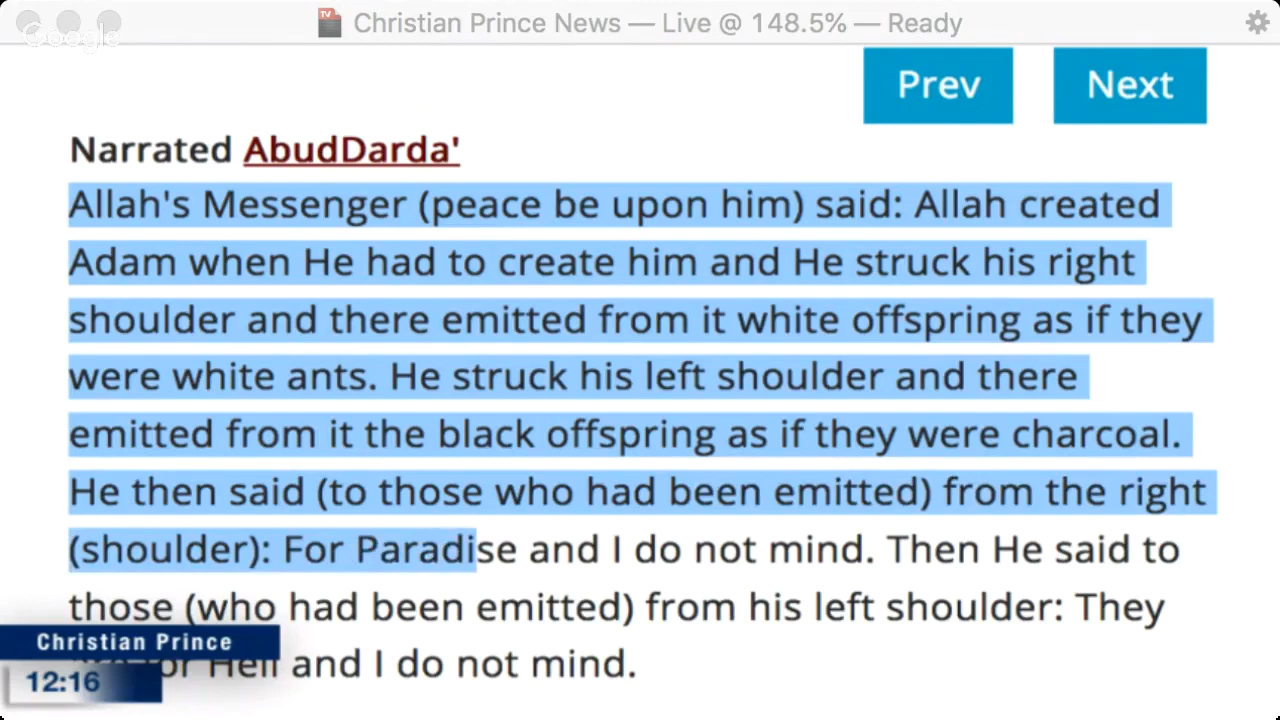 Christian Prince News — Live @ 148.5% — Ready
TV
Google
Prev
Next
Narrated AbudDarda'
Allah's Messenger (peace be upon him) said: Allah created
Adam when He had to create him and He struck his right
shoulder and there emitted from it white offspring as if they
were white ants. He struck his left shoulder and there
emitted from it the black offspring as if they were charcoal.
He then said (to those who had been emitted) from the right
(shoulder): For Paradise and I do not mind. Then He said to
those (who had been emitted) from his left shoulder: They
are for Hell and I do not mind.
Christian Prince
12:16